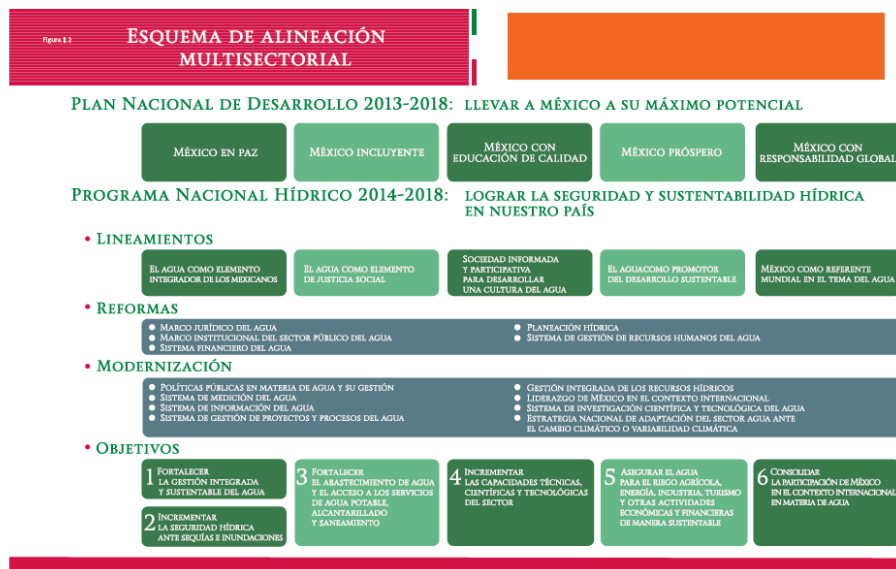 Figura 1.2
ESQUEMA DE ALINEACIÓN
MULTISECTORIAL
PLAN NACIONAL DE DESARROLLO 2013-2018: LLEVAR A MÉXICO A SU MÁXIMO POTENCIAL
MÉXICO EN PAZ
MÉXICO INCLUYENTE
MÉXICO CON
EDUCACIÓN DE CALIDAD
MÉXICO PRÓSPERO
MÉXICO CON
RESPONSABILIDAD GLOBAL
PROGRAMA NACIONAL HÍDRICO 2014-2018: LOGRAR LA SEGURIDAD Y SUSTENTABILIDAD HÍDRICA
EN NUESTRO PAÍS
• LINEAMIENTOS
EL AGUA COMO ELEMENTO
INTEGRADOR DE LOS MEXICANOS
EL AGUA COMO ELEMENTO
DE JUSTICIA SOCIAL
SOCIEDAD INFORMADA
Y PARTICIPATIVA
PARA DESARROLLAR
UNA CULTURA DEL AGUA
EL AGUACOMO PROMOTOR
DEL DESARROLLO SUSTENTABLE
MÉXICO COMO REFERENTE
MUNDIAL EN EL TEMA DEL AGUA
• REFORMAS
● MARCO JURÍDICO DEL AGUA
● MARCO INSTITUCIONAL DEL SECTOR PÚBLICO DEL AGUA
● SISTEMA FINANCIERO DEL AGUA
● PLANEACIÓN HÍDRICA
● SISTEMA DE GESTIÓN DE RECURSOS HUMANOS DEL AGUA
• MODERNIZACIÓN
● POLÍTICAS PÚBLICAS EN MATERIA DE AGUA Y SU GESTIÓN
● SISTEMA DE MEDICIÓN DEL AGUA
● SISTEMA DE INFORMACIÓN DEL AGUA
● SISTEMA DE GESTIÓN DE PROYECTOS Y PROCESOS DEL AGUA
● GESTIÓN INTEGRADA DE LOS RECURSOS HÍDRICOS
● LIDERAZGO DE MÉXICO EN EL CONTEXTO INTERNACIONAL
● SISTEMA DE INVESTIGACIÓN CIENTÍFICA Y TECNOLÓGICA DEL AGUA
● ESTRATEGIA NACIONAL DE ADAPTACIÓN DEL SECTOR AGUA ANTE
EL CAMBIO CLIMÁTICO O VARIABILIDAD CLIMÁTICA
• OBJETIVOS
1 FORTALECER
LA GESTIÓN INTEGRADA
Y SUSTENTABLE DEL AGUA
2 INCREMENTAR
LA SEGURIDAD HÍDRICA
ANTE SEQUÍAS E INUNDACIONES
3 FORTALECER
EL ABASTECIMIENTO DE AGUA
Y EL ACCESO A LOS SERVICIOS
DE AGUA POTABLE,
ALCANTARILLADO
Y SANEAMIENTO
4 INCREMENTAR
LAS CAPACIDADES TÉCNICAS,
CIENTÍFICAS Y TECNOLÓGICAS
DEL SECTOR
5 ASEGURAR EL AGUA
PARA EL RIEGO AGRÍCOLA,
ENERGÍA, INDUSTRIA, TURISMO
Y OTRAS ACTIVIDADES
ECONÓMICAS Y FINANCIERAS
DE MANERA SUSTENTABLE
6 CONSOLIDAR
LA PARTICIPACIÓN DE MÉXICO
EN EL CONTEXTO INTERNACIONAL
EN MATERIA DE AGUA